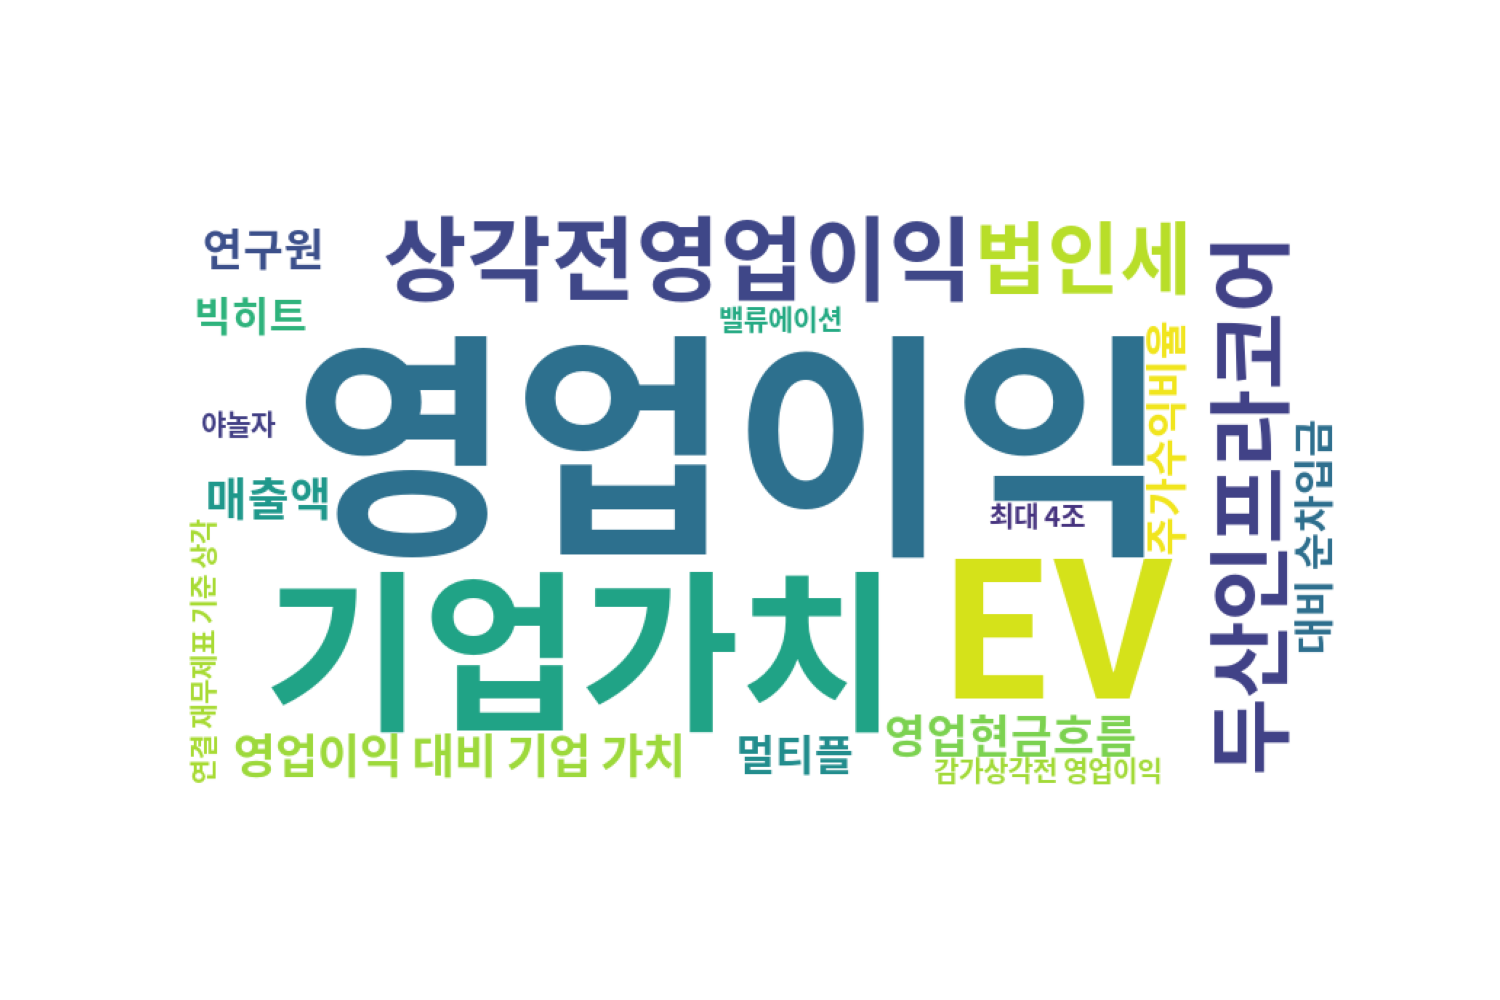 연구원
상각전영업이익
법인세
두산인프라코어
빅히트
밸류에이션
영업이익
주가수익비율
야놀자
대비 순차입금
매출액
최대 4조
연결 재무제표 기준 상각
기업가치
EV
영업이익 대비 기업 가치
멀티플
영업현금흐름
감가상각전 영업이익